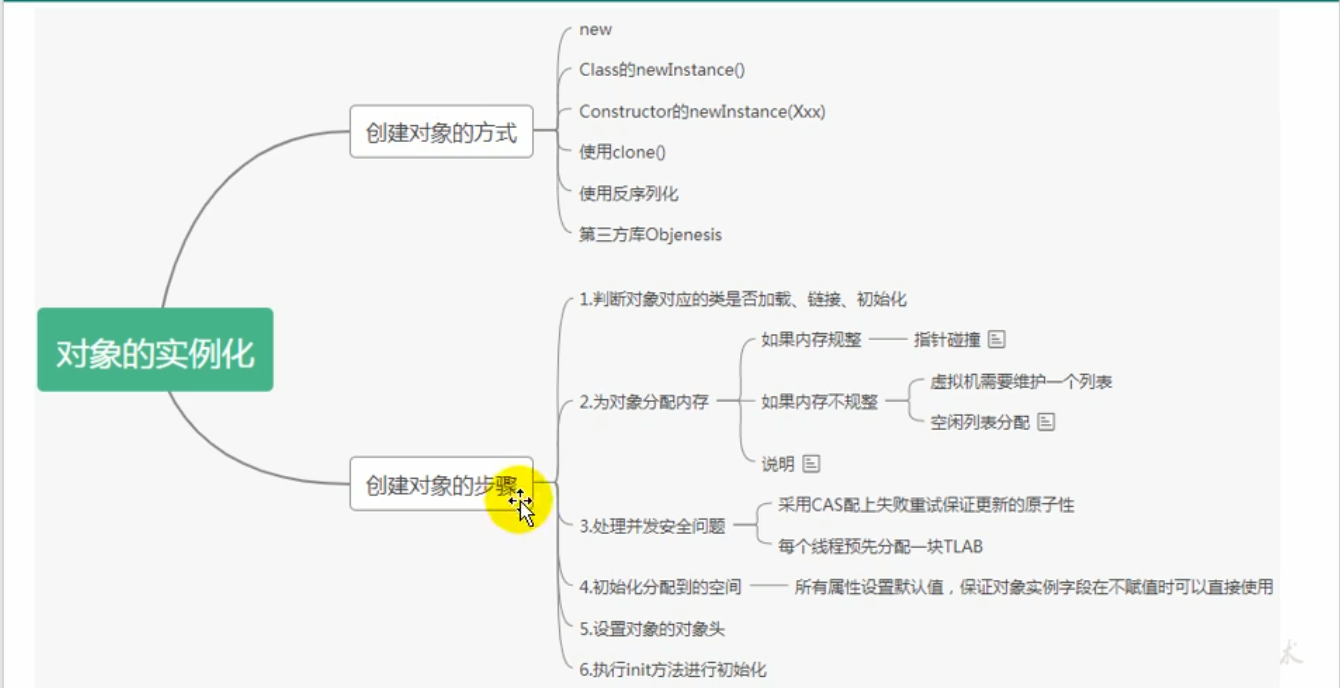 对象的实例化
创建对象的方式
new
Class的newInstance()
Constructor的newInstance(Xxx)
使用clone()
使用反序列化
第三方库Objenesis
创建对象的步骤
1.判断对象对应的类是否加载、链接、初始化
2.为对象分配内存
如果内存规整
指针碰撞
如果内存不规整
虚拟机需要维护一个列表
空闲列表分配
说明
3.处理并发安全问题
采用CAS配上失败重试保证更新的原子性
每个线程预先分配一块TLAB
4.初始化分配到的空间
所有属性设置默认值，保证对象实例字段在不赋值时可以直接使用
5.设置对象的对象头
6.执行init方法进行初始化
术